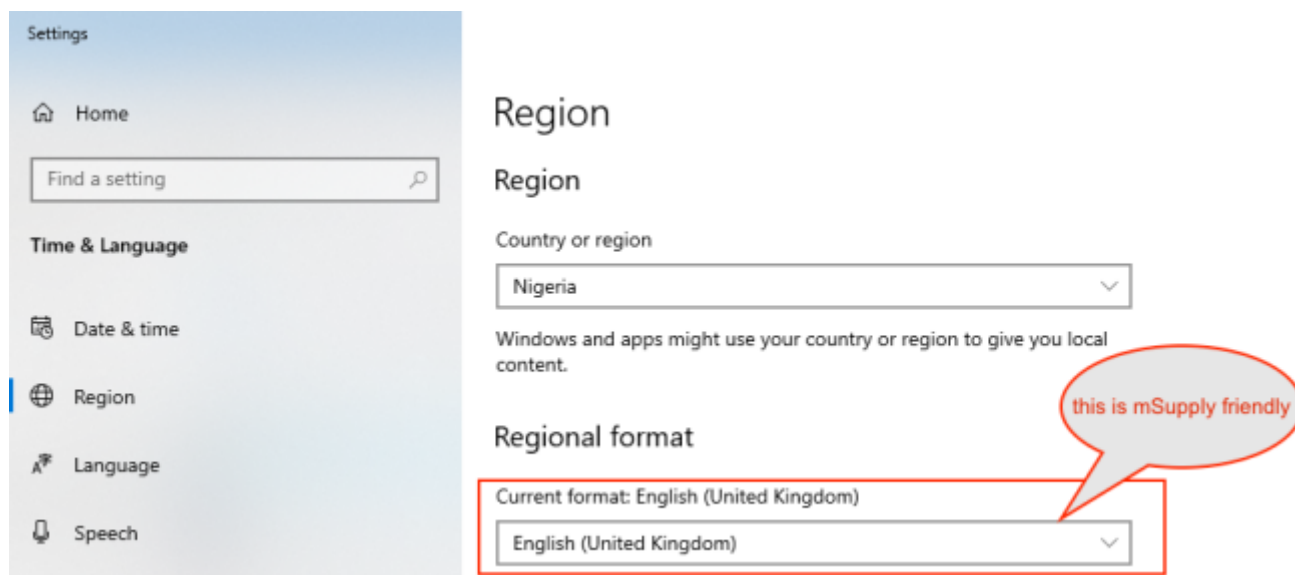 Settings
Home
Find a setting
Time & Language
Date & time
Region
Language
Speech
Region
Region
Country or region
Nigeria
Windows and apps might use your country or region to give you local
content.
this is mSupply friendly
Regional format
Current format: English (United Kingdom)
English (United Kingdom)